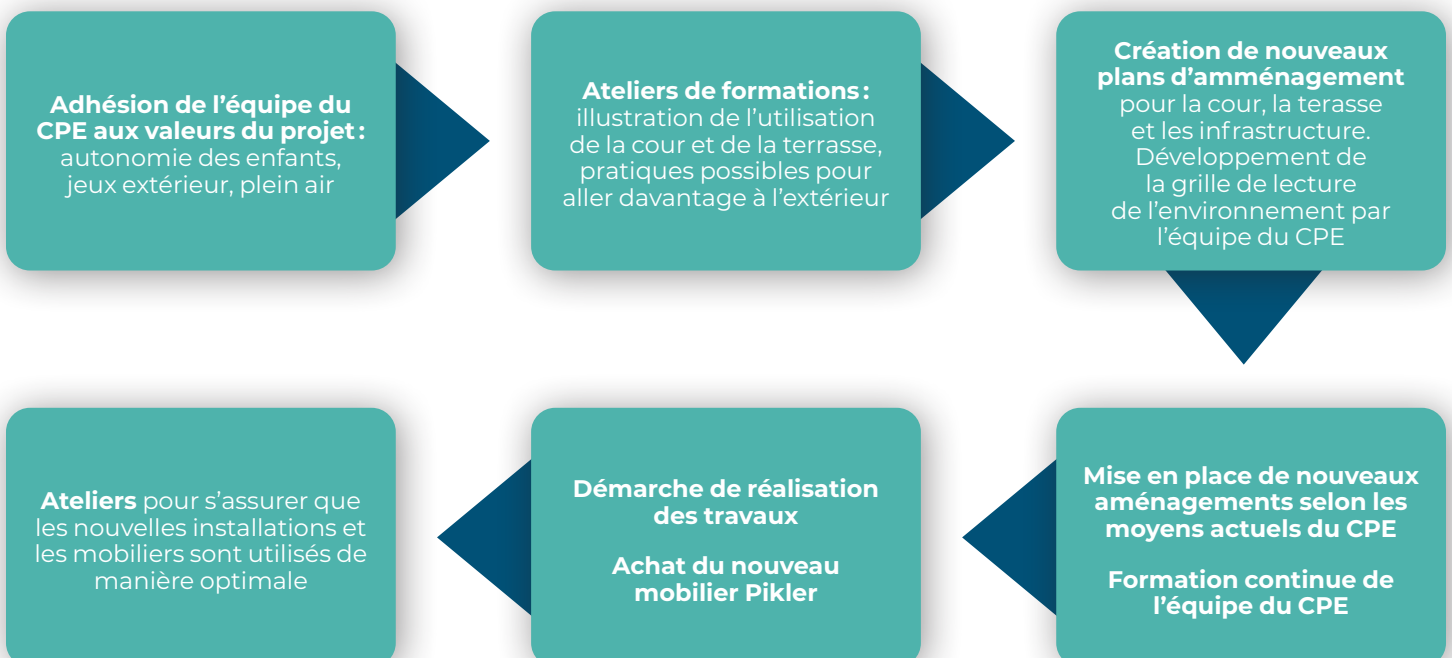 Adhésion de l’équipe du
CPE aux valeurs du projet :
autonomie des enfants,
jeux extérieur, plein air
Ateliers de formations :
illustration de l’utilisation
de la cour et de la terrasse,
pratiques possibles pour
aller davantage à l’extérieur
Création de nouveaux
plans d’amménagement
pour la cour, la terasse
et les infrastructure.
Développement de
la grille de lecture
de l’environnement par
l’équipe du CPE
Mise en place de nouveaux
aménagements selon les
moyens actuels du CPE
Formation continue de
l’équipe du CPE
Démarche de réalisation
des travaux
Achat du nouveau
mobilier Pikler
Ateliers pour s’assurer que
les nouvelles installations et
les mobiliers sont utilisés de
manière optimale